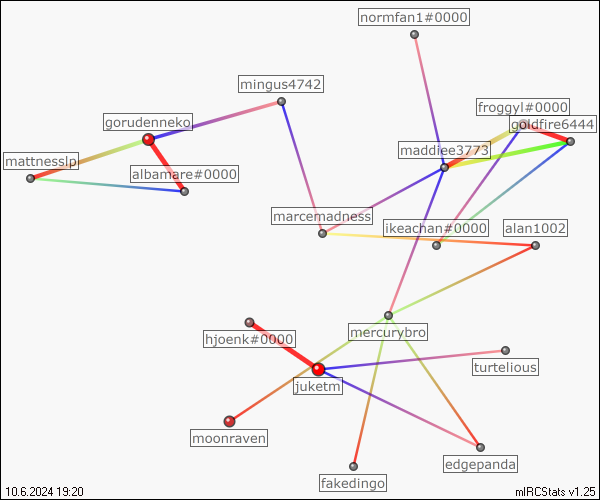 normfan1#0000
mingus4742
froggyl#0000
gorudenneko
goldfire6444
maddiee3773
mattnesslp
albamare#0000
marcemadness
ikeachan#0000
alan1002
mercurybro
hjoenk#0000
turtelious
juketm
moonraven
edgepanda
fakedingo
10.6.2024 19:20
mIRCStats v1.25